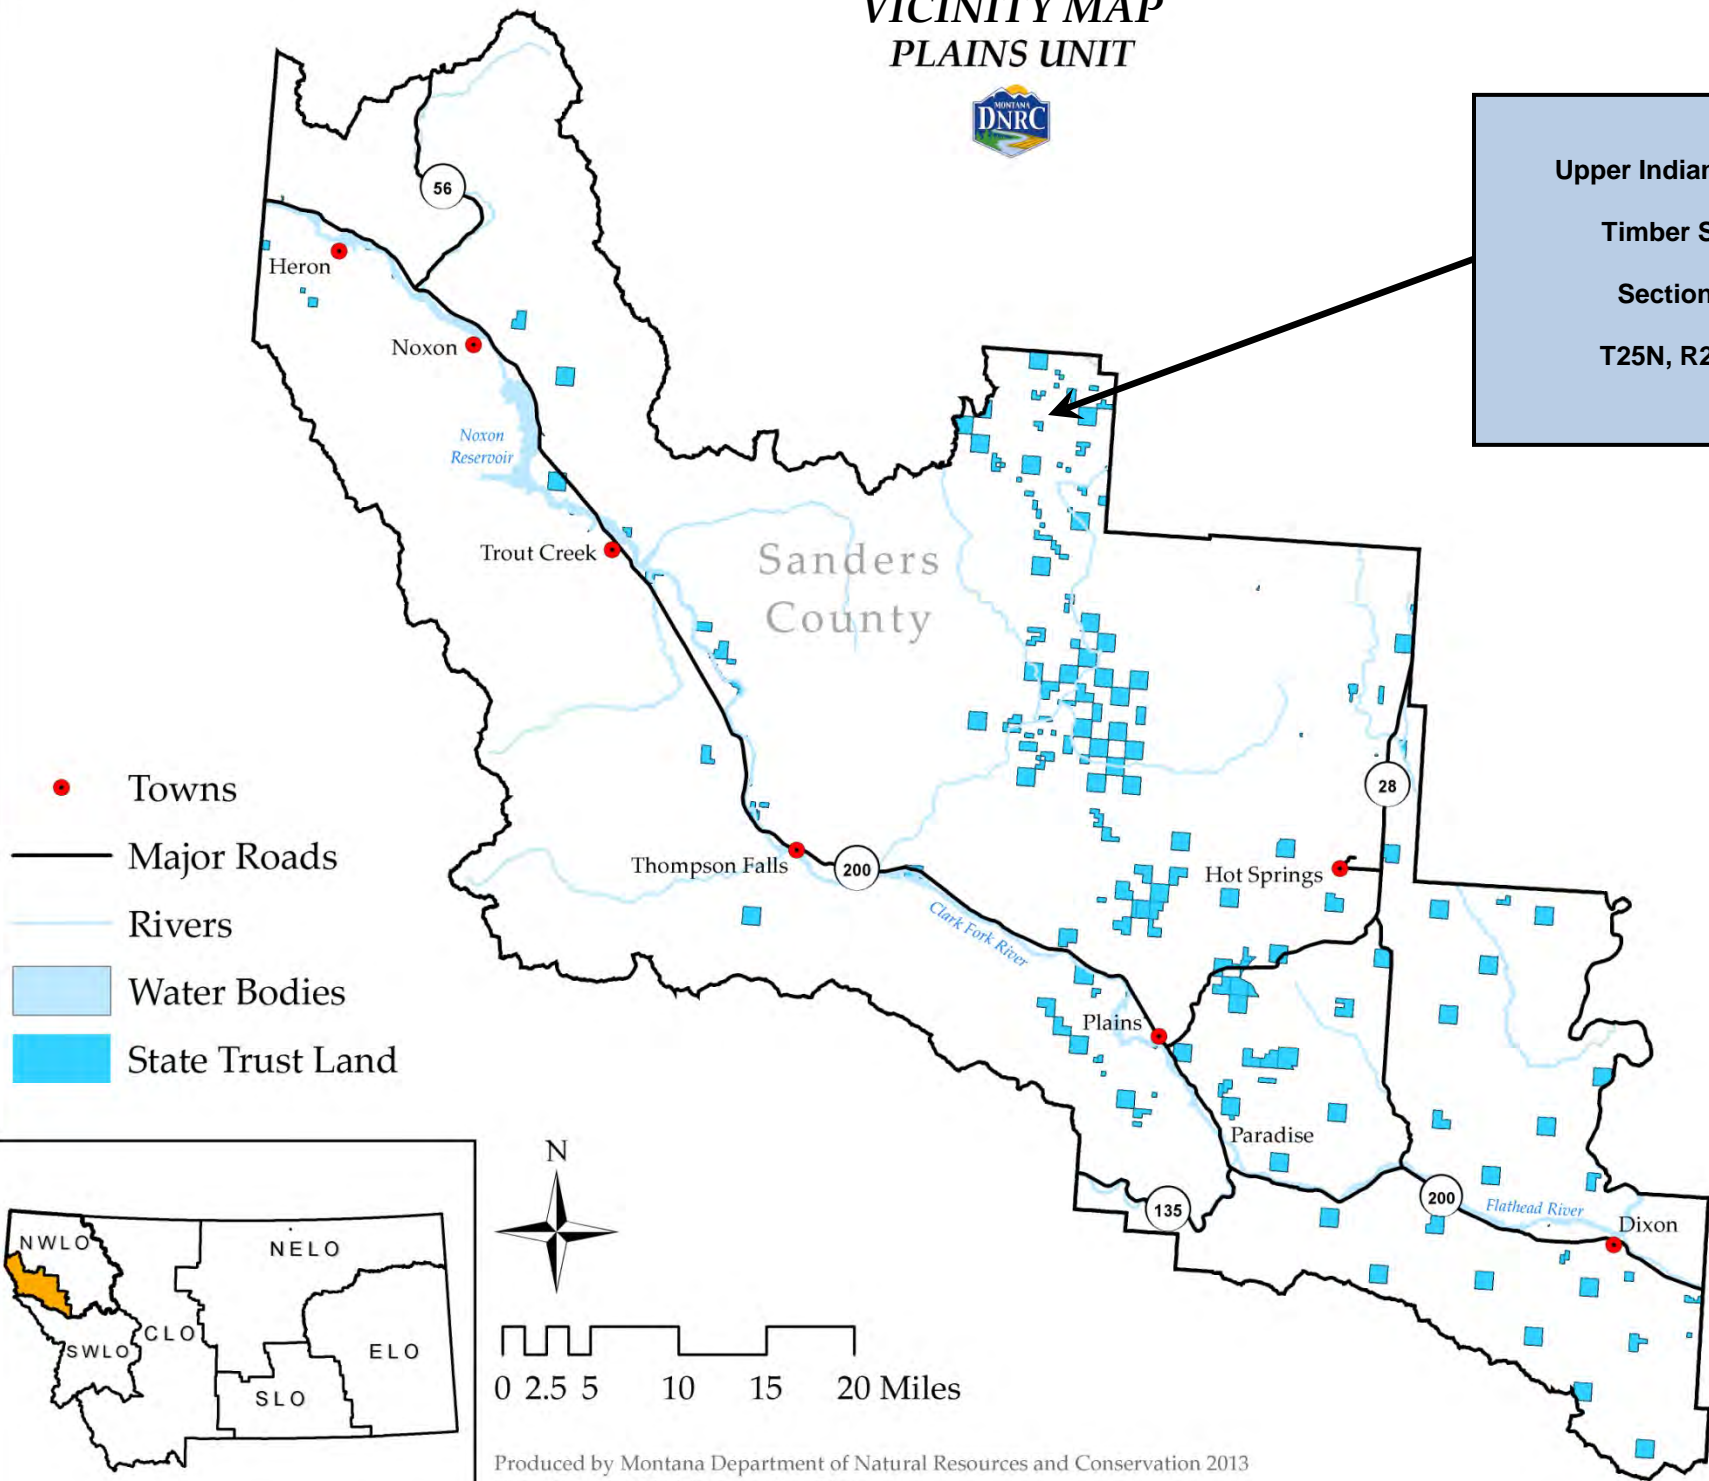 VICINITY MAP
PLAINS UNIT
MONTANA
DNRC
Upper Indian
Timber S
Section
T25N, R2
56
Heron
Noxon
Noxon
Reservoir
Trout Creek
Sanders
County
28
Thompson Falls
200
Hot Springs
Clark Fork River
Plains
Paradise
135
200
Flathead River
Dixon
Towns
Major Roads
Rivers
Water Bodies
State Trust Land
N
NWLO
NELO
CLO
SWLO
ELO
SLO
0 2.5 5 10 15 20 Miles
Produced by Montana Department of Natural Resources and Conservation 2013